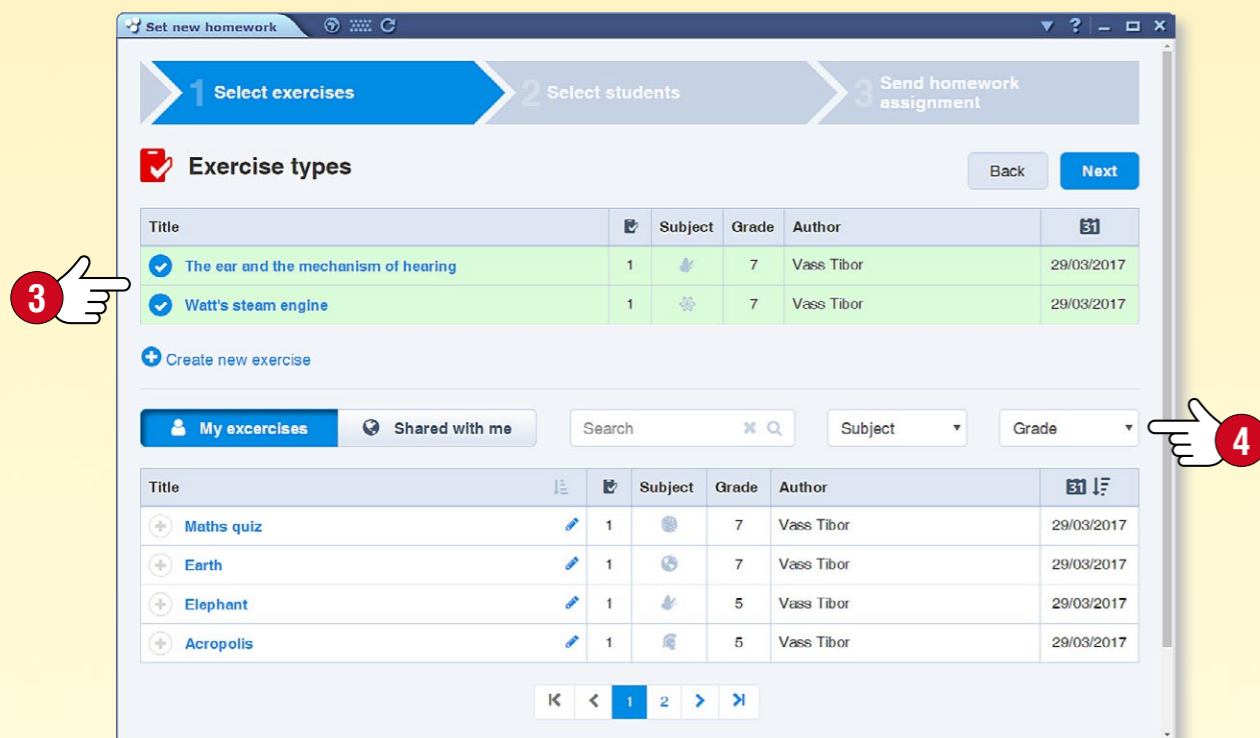 Set new homework
1 Select exercises
2 Select students
3 Send homework
assignment
Exercise types
Back
Next
Title Subject Grade Author 31
The ear and the mechanism of hearing 1 7 Vass Tibor 29/03/2017
Watt's steam engine 1 7 Vass Tibor 29/03/2017
3
Create new exercise
My excercises
Shared with me
Search
Subject
Grade
4
Title Subject Grade Author 31
Maths quiz 1 7 Vass Tibor 29/03/2017
Earth 1 7 Vass Tibor 29/03/2017
Elephant 1 5 Vass Tibor 29/03/2017
Acropolis 1 5 Vass Tibor 29/03/2017
1 2